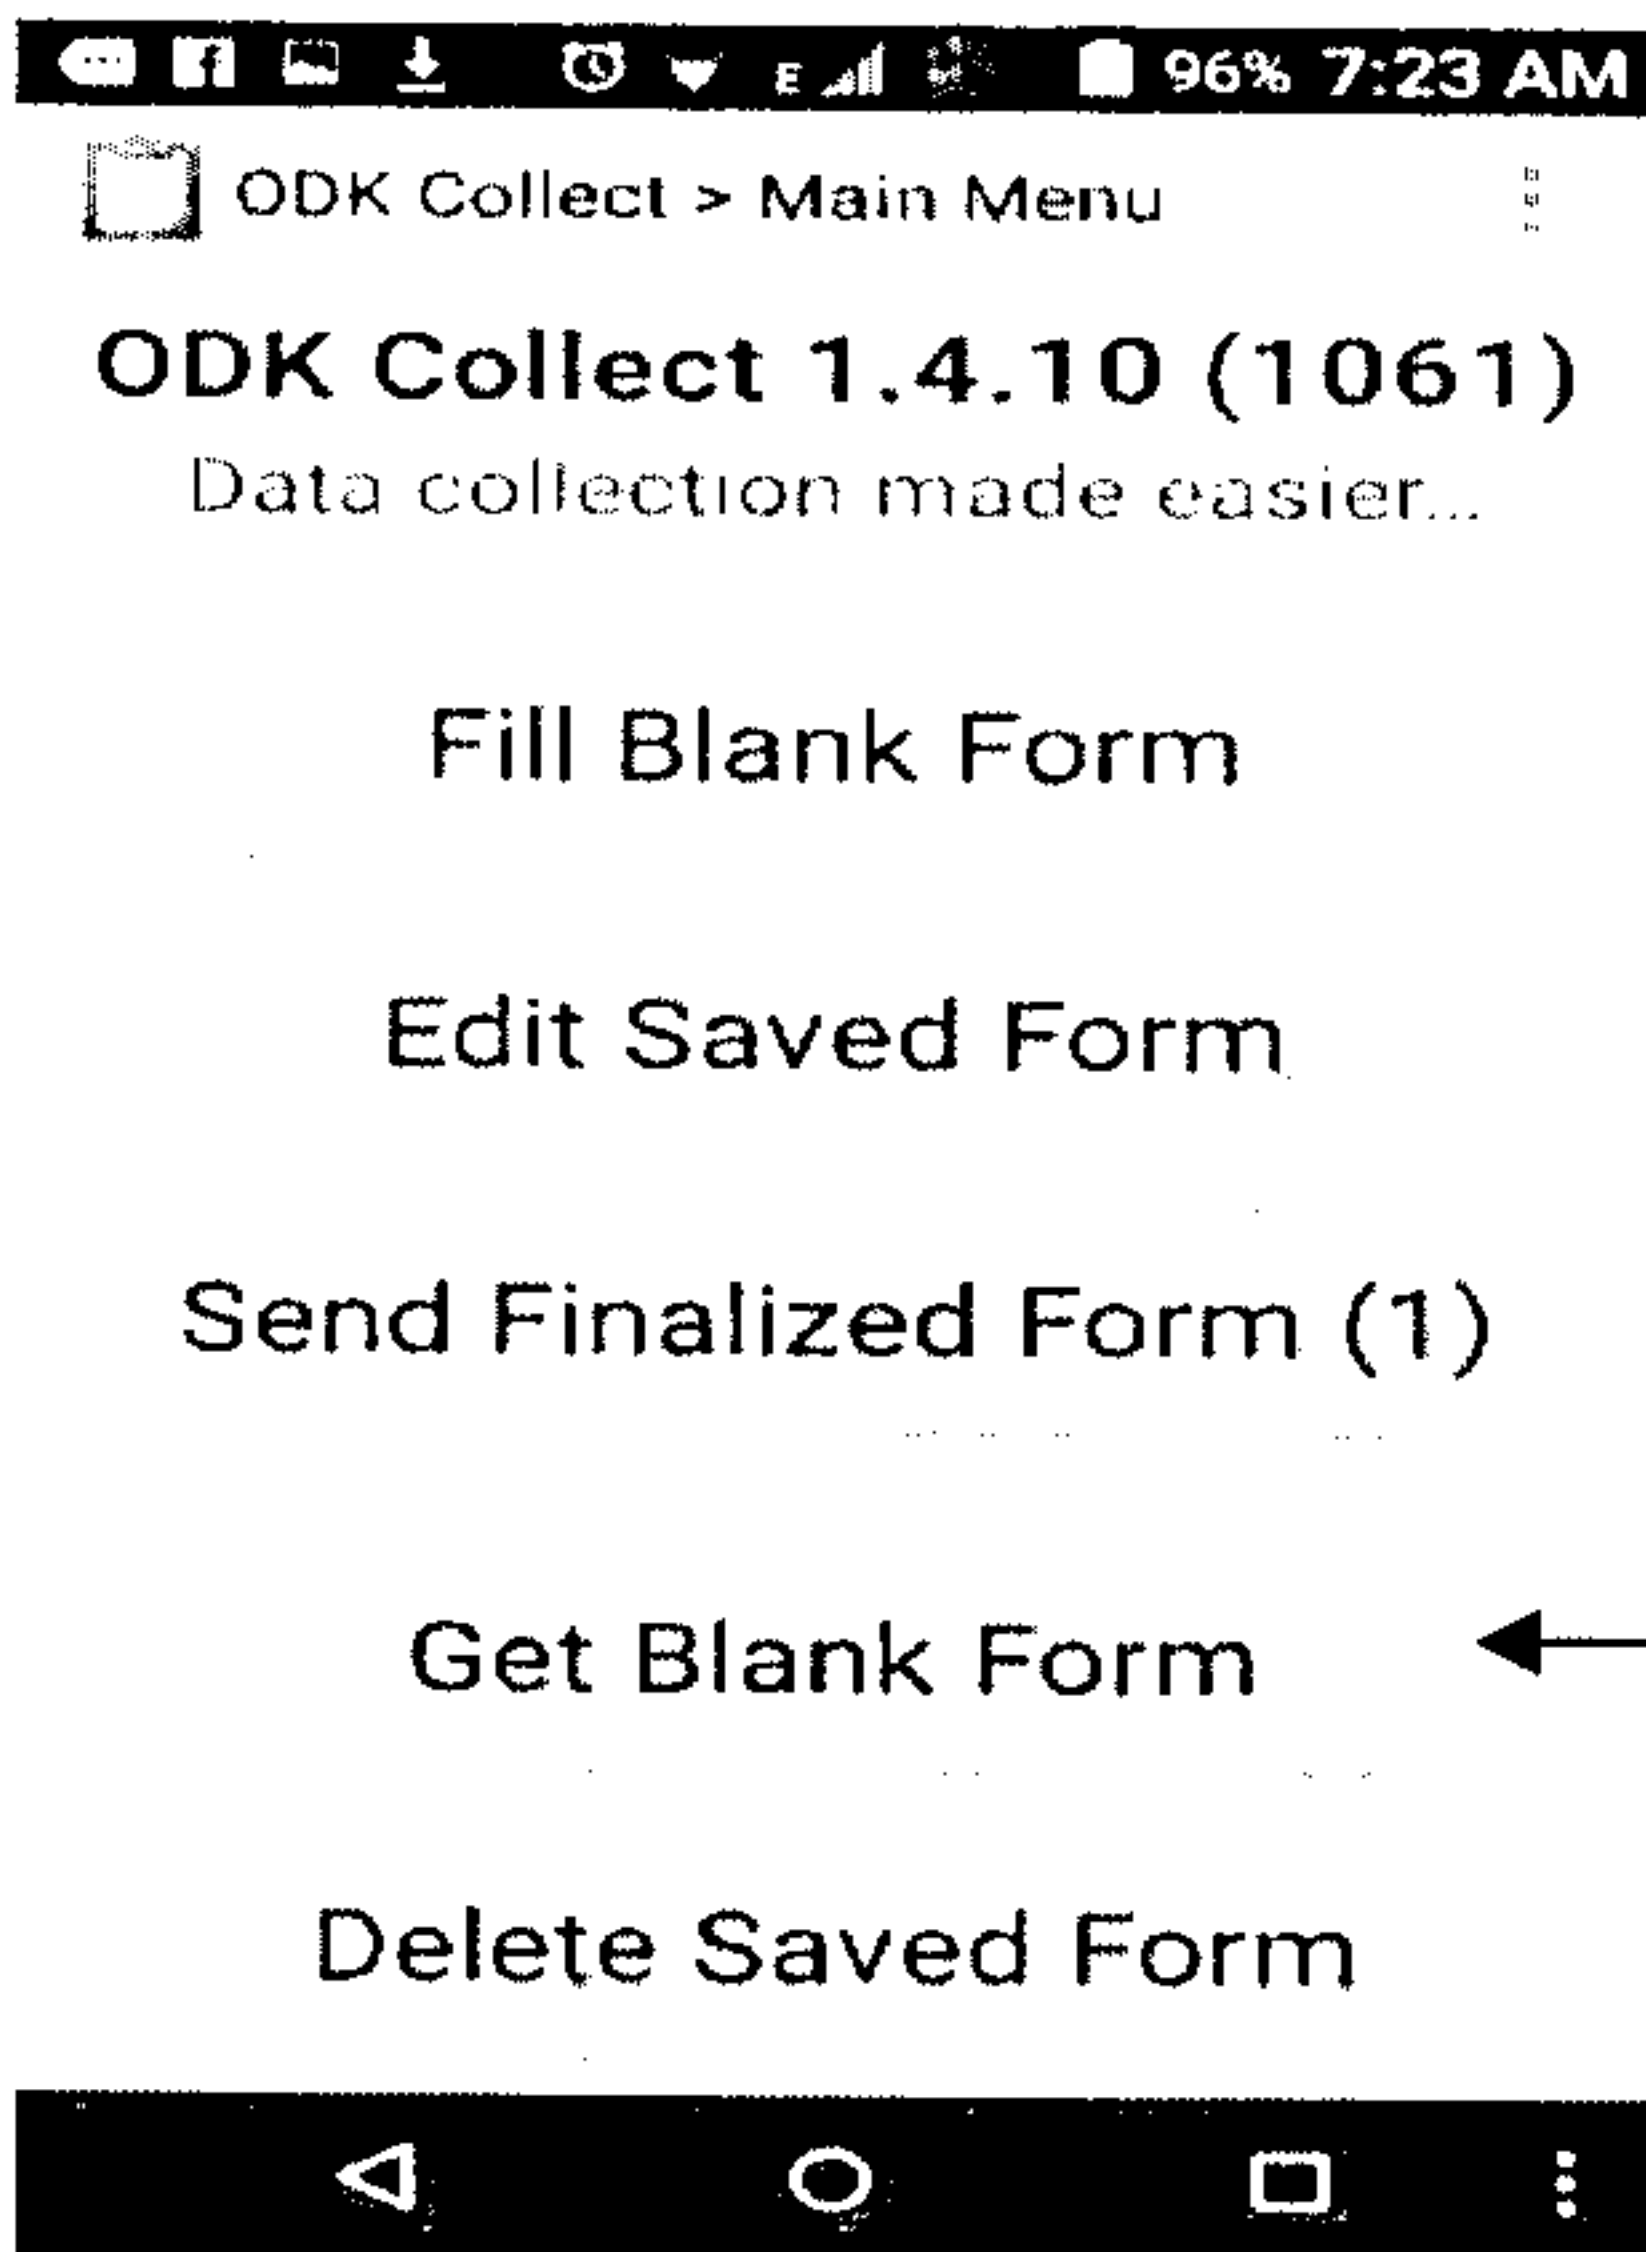 E 96% 7:23 AM
ODK Collect > Main Menu
ODK Collect 1.4.10 (1061)
Data collection made easier...
Fill Blank Form
Edit Saved Form
Send Finalized Form (1)
Get Blank Form
Delete Saved Form